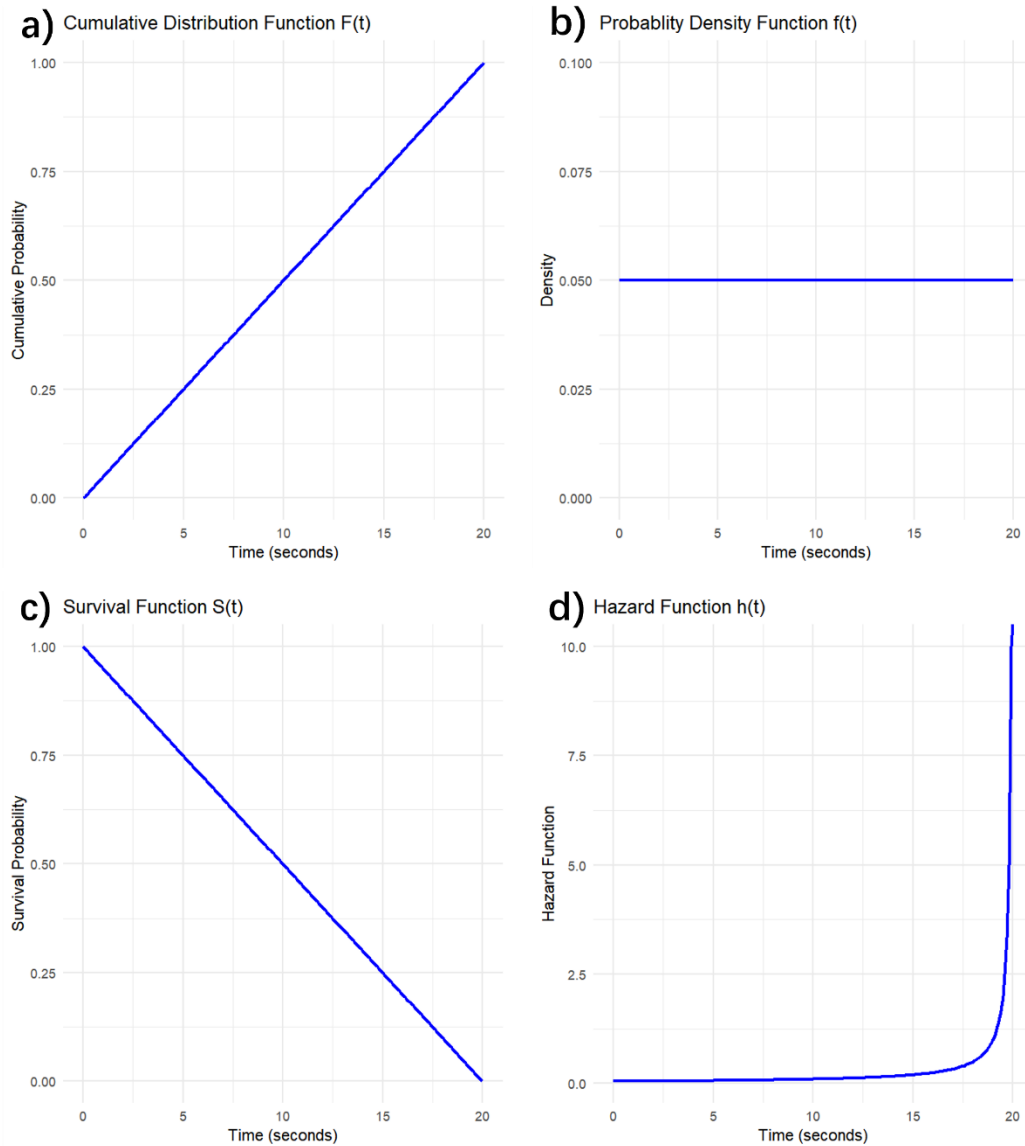 a) Cumulative Distribution Function F(t)
1.00
0.75
0.50
0.25
0.00
Cumulative Probability
0 5 10 15 20
Time (seconds)
b) Probablity Density Function f(t)
0.100
0.075
0.050
0.025
0.000
Density
0 5 10 15 20
Time (seconds)
c) Survival Function S(t)
1.00
0.75
0.50
0.25
0.00
Survival Probability
0 5 10 15 20
Time (seconds)
d) Hazard Function h(t)
10.0
7.5
5.0
2.5
0.0
Hazard Function
0 5 10 15 20
Time (seconds)